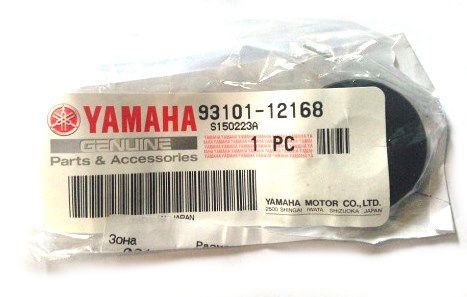 YAMAHA 93101-12168
S150223A
GENUINE
Parts & Accessories
1 PC
YAMAHA MOTOR CO., LTD.
2500 SHINGAI IWATA SHIZUOKA JAPAN
JAPAN
Зона